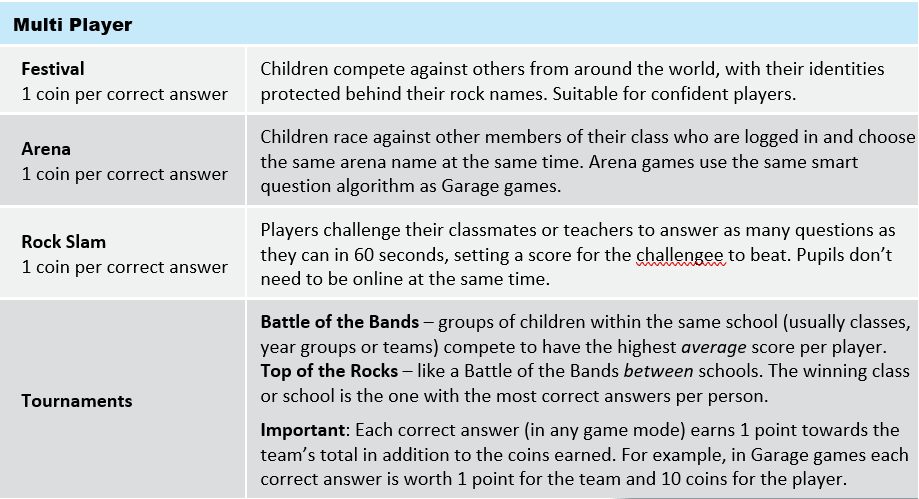 Multi Player
Festival
1 coin per correct answer
Children compete against others from around the world, with their identities
protected behind their rock names. Suitable for confident players.
Arena
1 coin per correct answer
Children race against other members of their class who are logged in and choose
the same arena name at the same time. Arena games use the same smart
question algorithm as Garage games.
Rock Slam
1 coin per correct answer
Players challenge their classmates or teachers to answer as many questions as
they can in 60 seconds, setting a score for the challengee to beat. Pupils don’t
need to be online at the same time.
Tournaments
Battle of the Bands – groups of children within the same school (usually classes,
year groups or teams) compete to have the highest average score per player.
Top of the Rocks – like a Battle of the Bands between schools. The winning class
or school is the one with the most correct answers per person.
Important: Each correct answer (in any game mode) earns 1 point towards the
team’s total in addition to the coins earned. For example, in Garage games each
correct answer is worth 1 point for the team and 10 coins for the player.